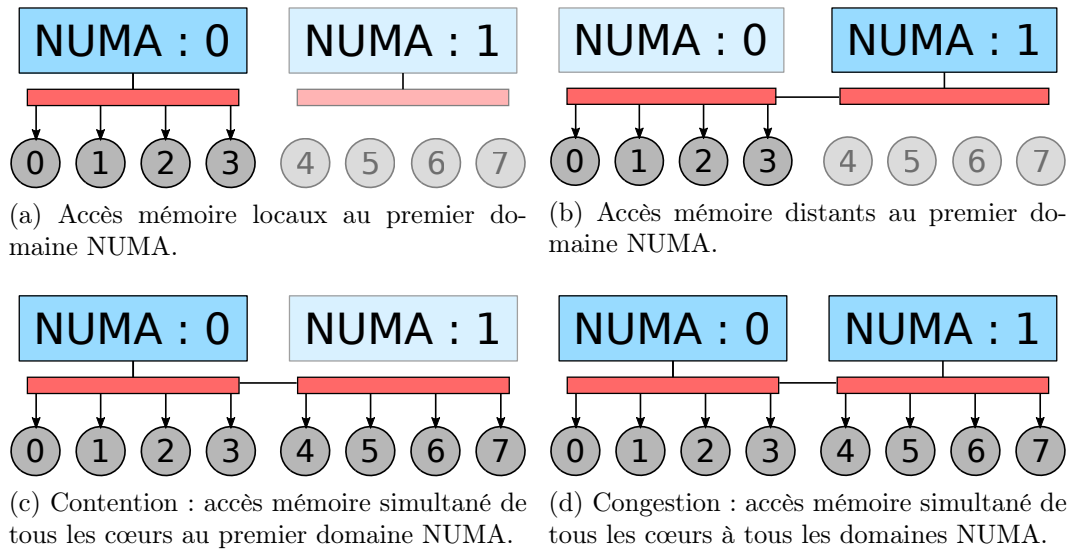 NUMA : 0 NUMA : 1
0 1 2 3 4 5 6 7
(a) Accès mémoire locaux au premier do-
maine NUMA.
NUMA : 0 NUMA : 1
0 1 2 3 4 5 6 7
(b) Accès mémoire distants au premier do-
maine NUMA.
NUMA : 0 NUMA : 1
0 1 2 3 4 5 6 7
(c) Contention : accès mémoire simultané de
tous les cœurs au premier domaine NUMA.
NUMA : 0 NUMA : 1
0 1 2 3 4 5 6 7
(d) Congestion : accès mémoire simultané de
tous les cœurs à tous les domaines NUMA.